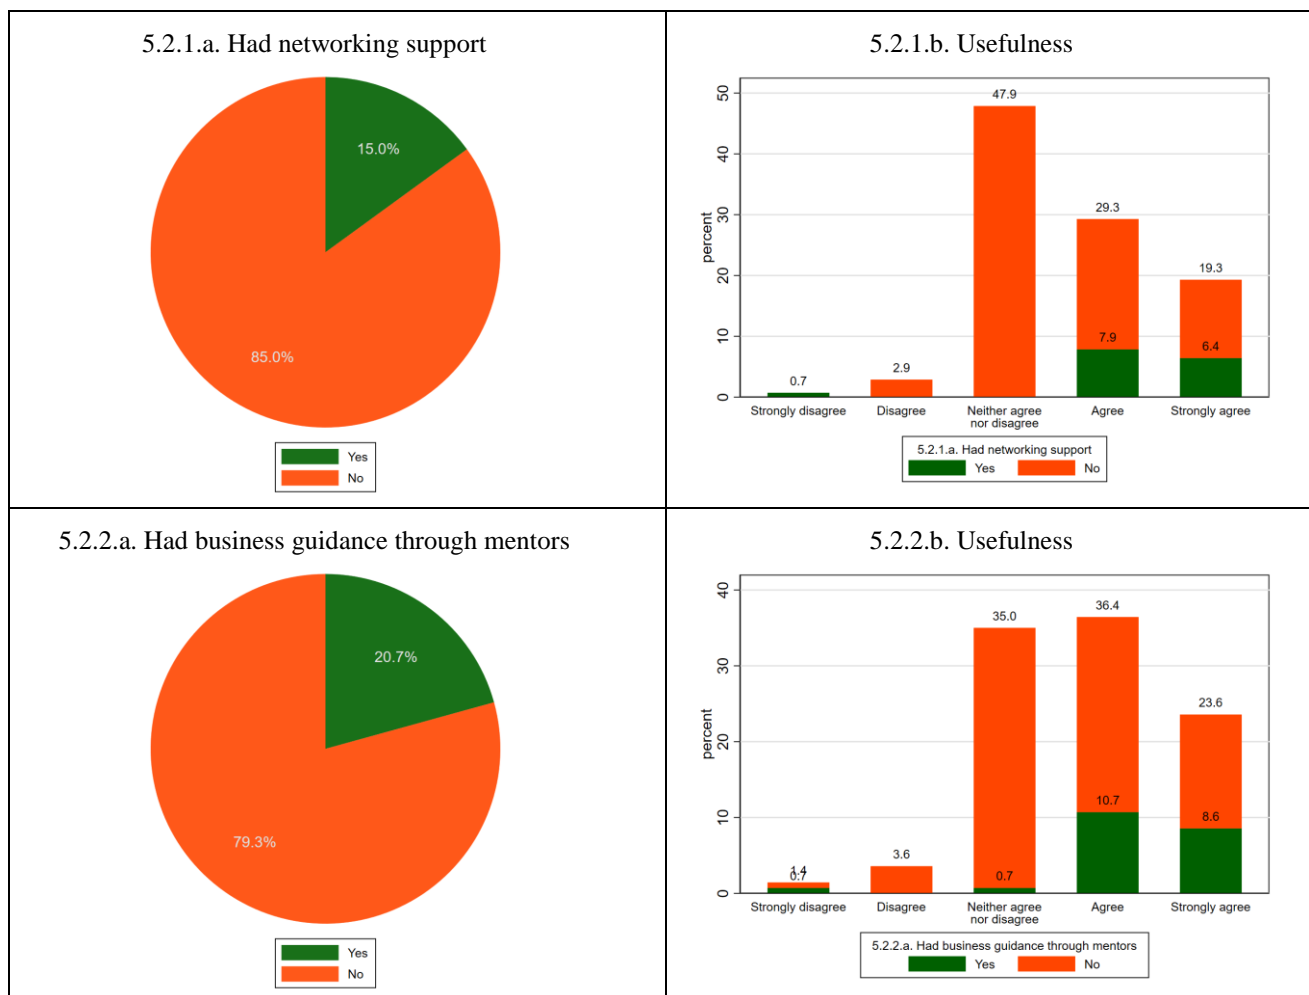 5.2.1.a. Had networking support
15.0%
85.0%
Yes
No
5.2.1.b. Usefulness
percent
50
40
30
20
10
0
0.7
2.9
47.9
29.3
7.9
19.3
6.4
Strongly disagree
Disagree
Neither agree
nor disagree
Agree
Strongly agree
5.2.1.a. Had networking support
Yes No
5.2.2.a. Had business guidance through mentors
20.7%
79.3%
Yes
No
5.2.2.b. Usefulness
percent
40
30
20
10
0
1.4
0.7
3.6
35.0
0.7
36.4
10.7
23.6
8.6
Strongly disagree
Disagree
Neither agree
nor disagree
Agree
Strongly agree
5.2.2.a. Had business guidance through mentors
Yes No